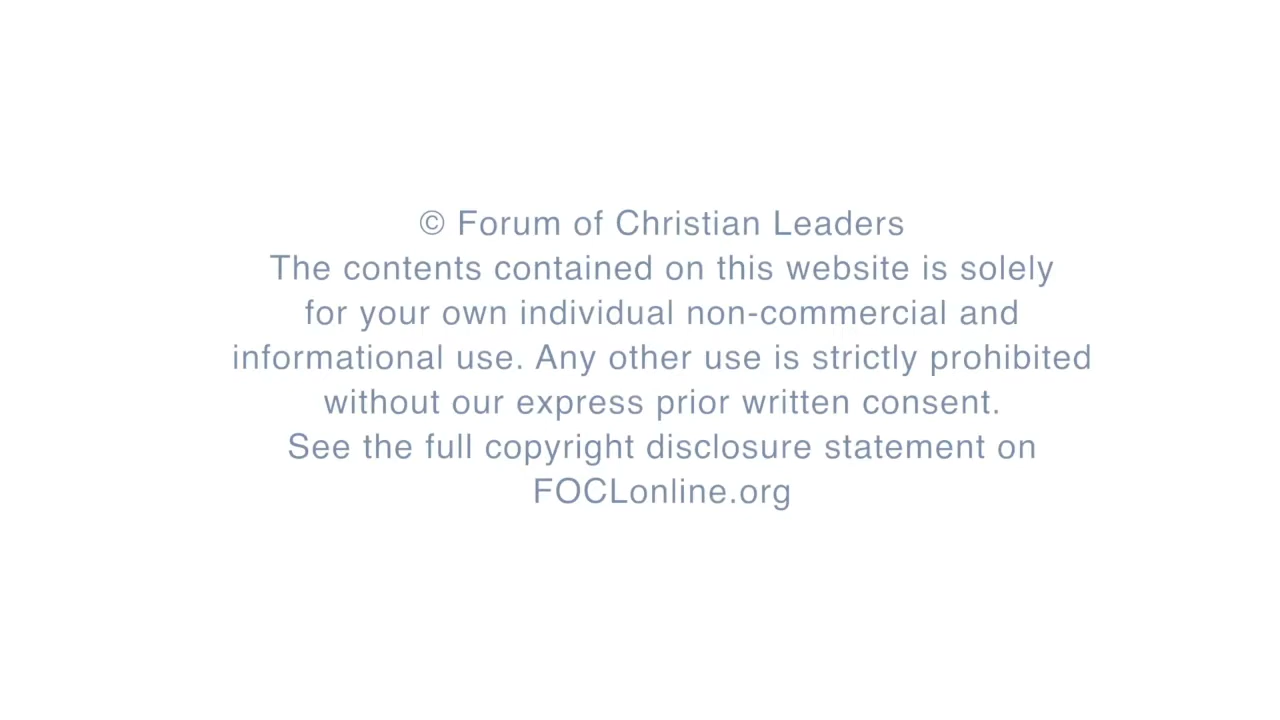 © Forum of Christian Leaders
The contents contained on this website is solely
for your own individual non-commercial and
informational use. Any other use is strictly prohibited
without our express prior written consent.
See the full copyright disclosure statement on
FOCLonline.org